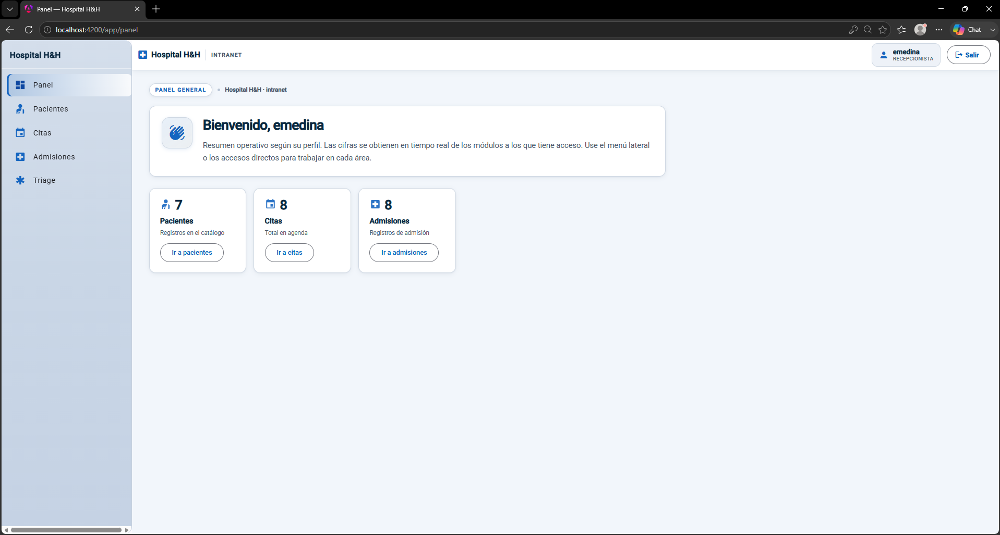 Panel — Hospital H&H
localhost:4200/app/panel
Chat
Hospital H&H
Panel
Pacientes
Citas
Admisiones
Triage
Hospital H&H
INTRANET
emedina
RECEPCIONISTA
Salir
PANEL GENERAL
Hospital H&H · intranet
Bienvenido, emedina
Resumen operativo según su perfil. Las cifras se obtienen en tiempo real de los módulos a los que tiene acceso. Use el menú lateral
o los accesos directos para trabajar en cada área.
7
Pacientes
Registros en el catálogo
Ir a pacientes
8
Citas
Total en agenda
Ir a citas
8
Admisiones
Registros de admisión
Ir a admisiones